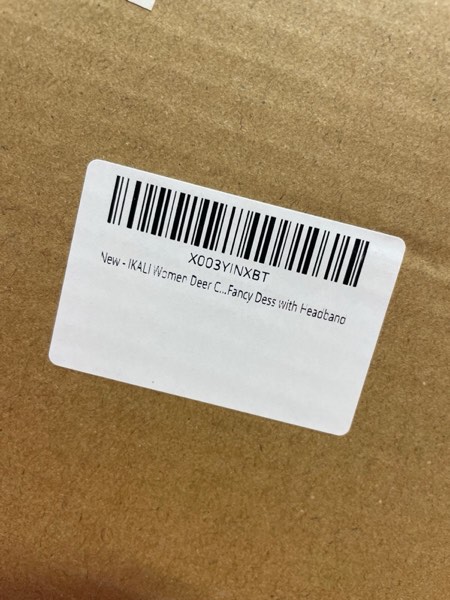 X003YINXBT
New - IKALI Women Deer C...Fancy Dess with Headband